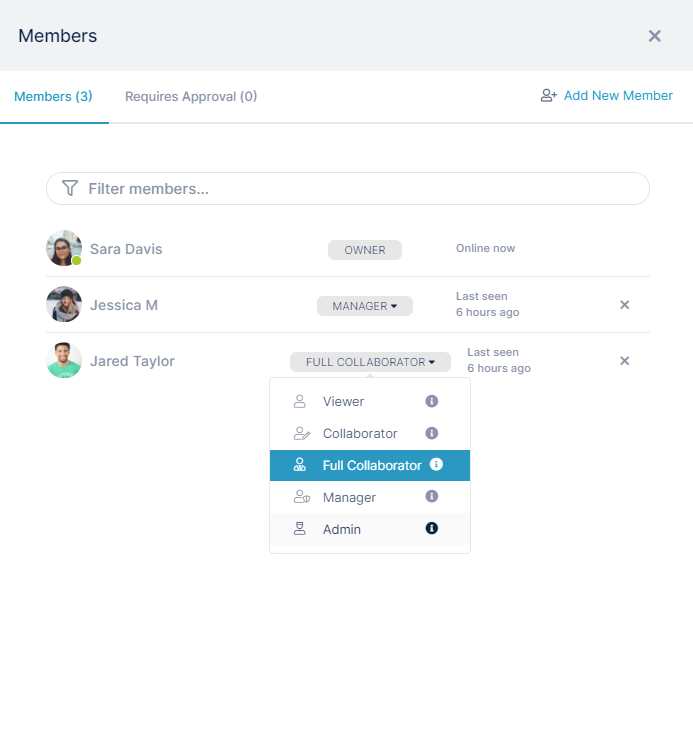 Members
Members (3)
Requires Approval (0)
Add New Member
Filter members...
Sara Davis
OWNER
Online now
Jessica M
MANAGER
Last seen
6 hours ago
Jared Taylor
FULL COLLABORATOR
Last seen
6 hours ago
Viewer
Collaborator
Full Collaborator
Manager
Admin